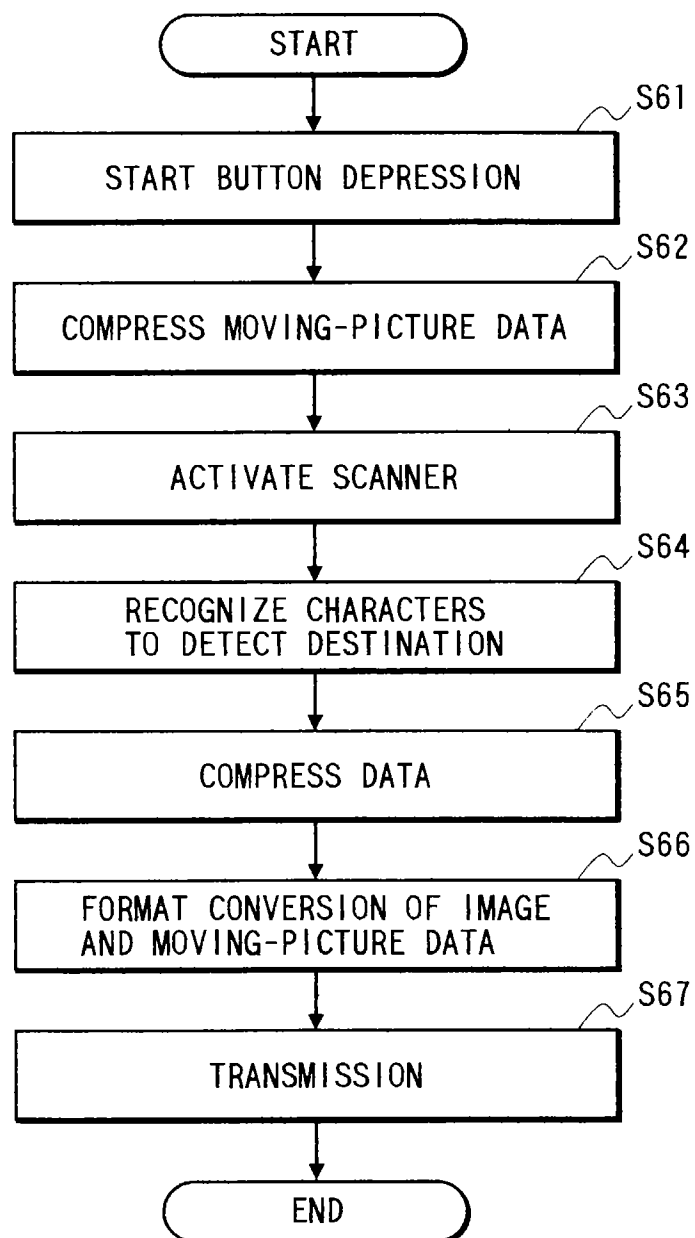 START
S61
START BUTTON DEPRESSION
S62
COMPRESS MOVING-PICTURE DATA
S63
ACTIVATE SCANNER
S64
RECOGNIZE CHARACTERS
TO DETECT DESTINATION
S65
COMPRESS DATA
S66
FORMAT CONVERSION OF IMAGE
AND MOVING-PICTURE DATA
S67
TRANSMISSION
END